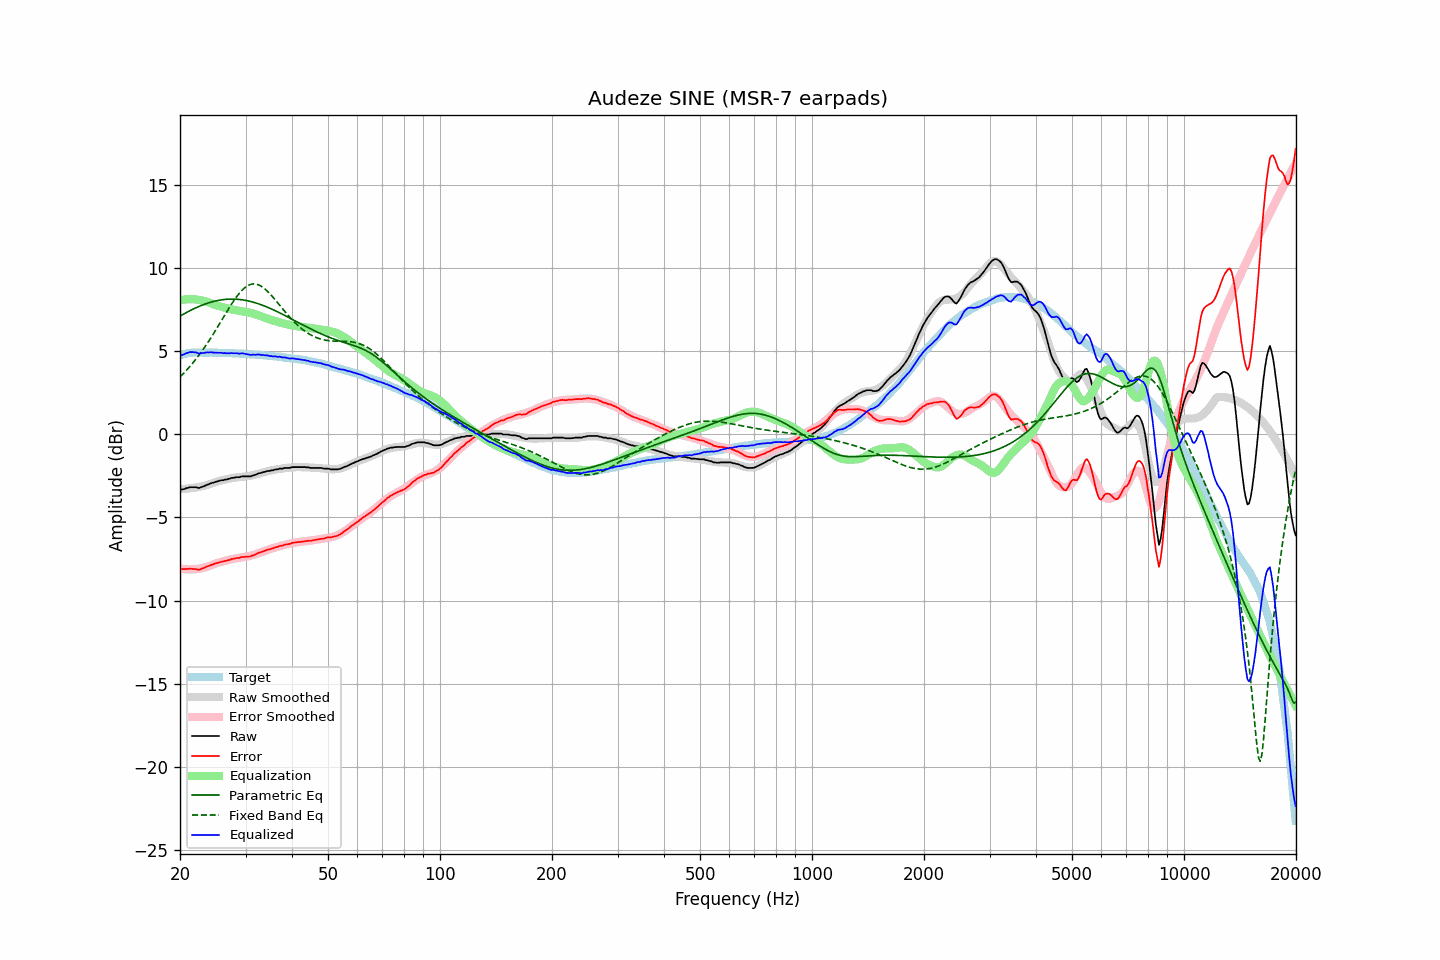 Audeze SINE (MSR-7 earpads)
Amplitude (dBr)
15
10
5
0
−5
−10
−15
−20
−25
Target
Raw Smoothed
Error Smoothed
Raw
Error
Equalization
Parametric Eq
Fixed Band Eq
Equalized
20 50 100 200 500 1000 2000 5000 10000 20000
Frequency (Hz)